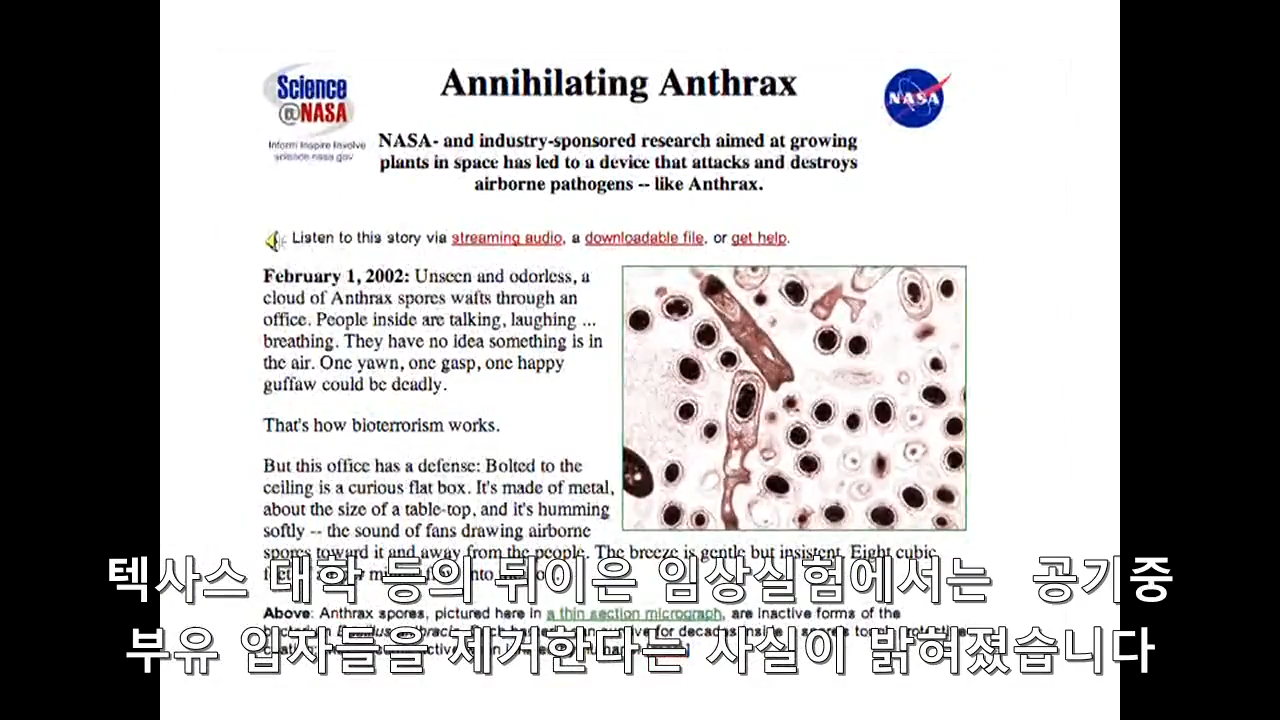 Science
@NASA
Inform Inspire Involve
science.nasa.gov
Annihilating Anthrax
NASA
NASA- and industry-sponsored research aimed at growing
plants in space has led to a device that attacks and destroys
airborne pathogens -- like Anthrax.
Listen to this story via streaming audio, a downloadable file, or get help.
February 1, 2002: Unseen and odorless, a
cloud of Anthrax spores wafts through an
office. People inside are talking, laughing ...
breathing. They have no idea something is in
the air. One yawn, one gasp, one happy
guffaw could be deadly.
That's how bioterrorism works.
But this office has a defense: Bolted to the
ceiling is a curious flat box. It's made of metal,
about the size of a table-top, and it's humming
softly -- the sound of fans drawing airborne
spores toward it and away from the people. The breeze is gentle but insistent. Eight cubic
텍사스 대학 등의 뒤이은 임상실험에서는 공기중
Above: Anthrax spores, pictured here in a thin section micrograph, are inactive forms of the
부유 입자들을 제거한다는 사실이 밝혀졌습니다